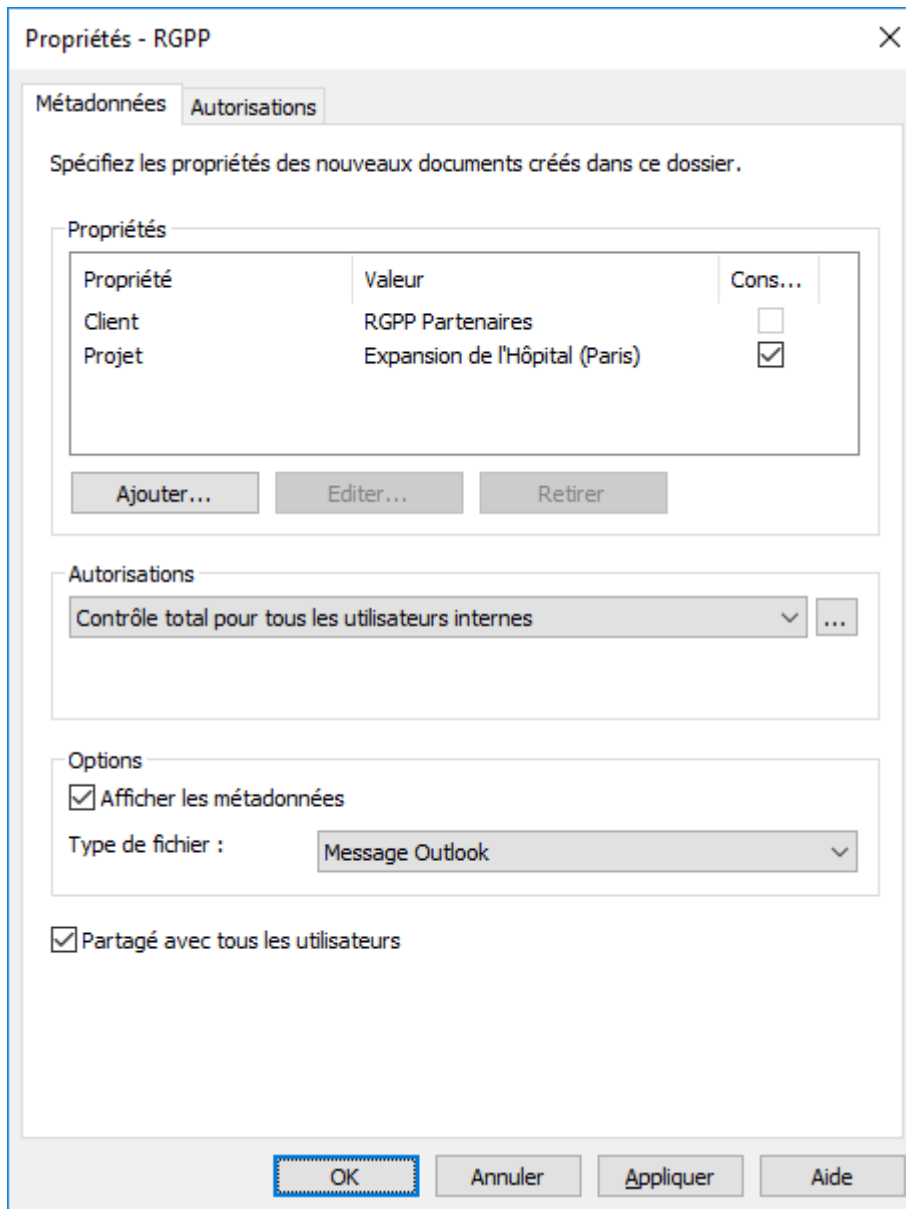 Propriétés - RGPP
Métadonnées Autorisations
Spécifiez les propriétés des nouveaux documents créés dans ce dossier.
Propriétés
Propriété Valeur Cons...
Client RGPP Partenaires
Projet Expansion de l'Hôpital (Paris)
Ajouter... Editer... Retirer
Autorisations
Contrôle total pour tous les utilisateurs internes ...
Options
Afficher les métadonnées
Type de fichier : Message Outlook
Partagé avec tous les utilisateurs
OK Annuler Appliquer Aide